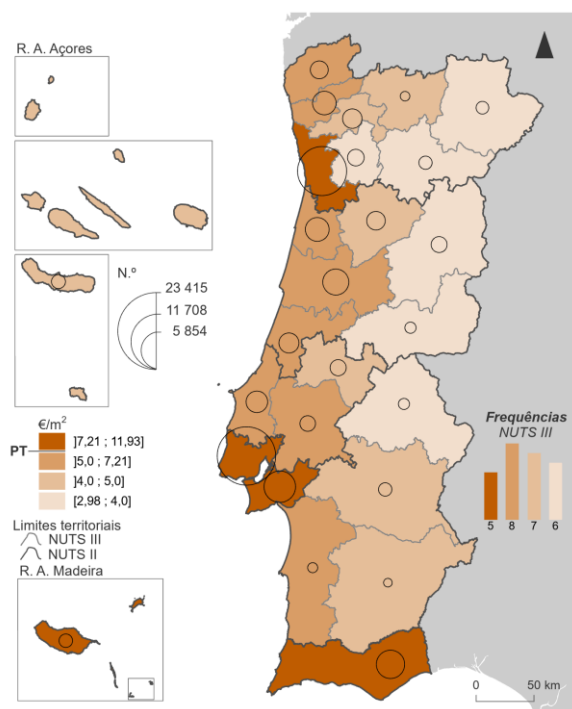 R. A. Açores
N.º
23 415
11 708
5 854
€/m²
]7,21 ; 11,93]
PT
]5,0 ; 7,21]
]4,0 ; 5,0]
[2,98 ; 4,0]
Limites territoriais
NUTS III
NUTS II
R. A. Madeira
Frequências
NUTS III
5 8 7 6
0 50 km